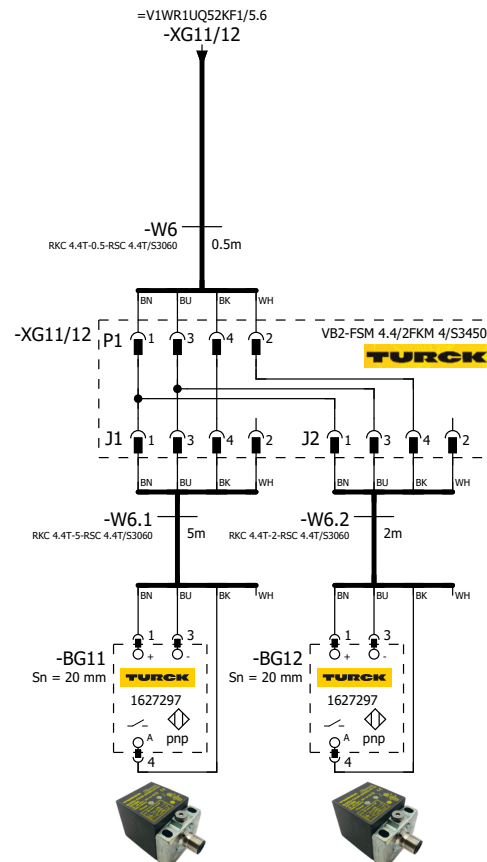 =V1WR1UQ52KF1/5.6
-XG11/12
-W6
RKC 4.4T-0.5-RSC 4.4T/S3060
0.5m
BN BU BK WH
-XG11/12
P1 1 3 4 2
VB2-FSM 4.4/2FKM 4/S3450
TURCK
J1 1 3 4 2
J2 1 3 4 2
BN BU BK WH
BN BU BK WH
-W6.1
RKC 4.4T-5-RSC 4.4T/S3060
5m
-W6.2
RKC 4.4T-2-RSC 4.4T/S3060
2m
BN BU BK WH
BN BU BK WH
-BG11
Sn = 20 mm
1 3
+ -
TURCK
1627297
A pnp
4
-BG12
Sn = 20 mm
1 3
+ -
TURCK
1627297
A pnp
4